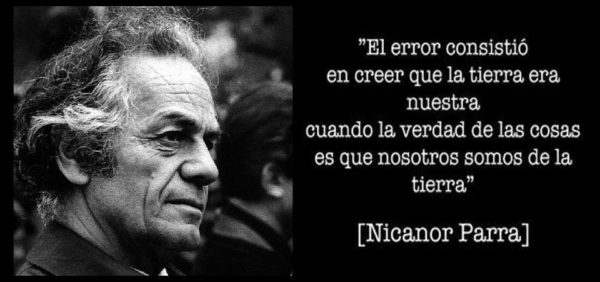 "El error consistió
en creer que la tierra era
nuestra
cuando la verdad de las cosas
es que nosotros somos de la
tierra"
[Nicanor Parra]